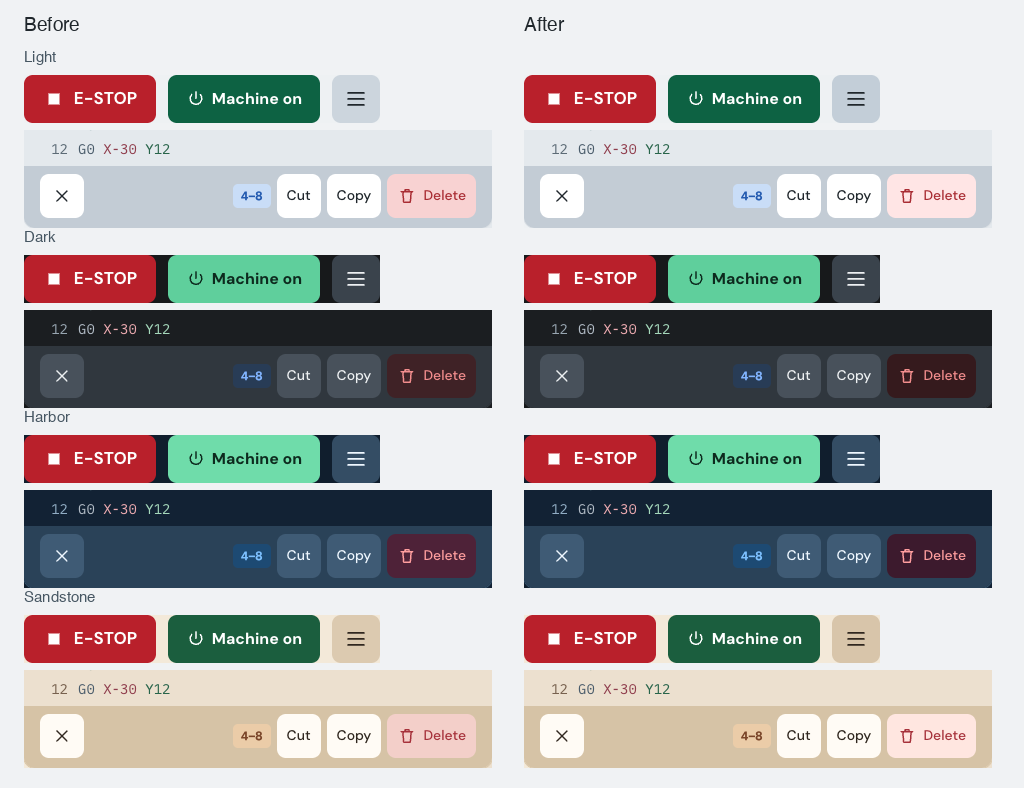 Before After
Light
E-STOP Machine on E-STOP Machine on
12 G0 X-30 Y12 12 G0 X-30 Y12
4–8 Cut Copy Delete 4–8 Cut Copy Delete
Dark
E-STOP Machine on E-STOP Machine on
12 G0 X-30 Y12 12 G0 X-30 Y12
4–8 Cut Copy Delete 4–8 Cut Copy Delete
Harbor
E-STOP Machine on E-STOP Machine on
12 G0 X-30 Y12 12 G0 X-30 Y12
4–8 Cut Copy Delete 4–8 Cut Copy Delete
Sandstone
E-STOP Machine on E-STOP Machine on
12 G0 X-30 Y12 12 G0 X-30 Y12
4–8 Cut Copy Delete 4–8 Cut Copy Delete